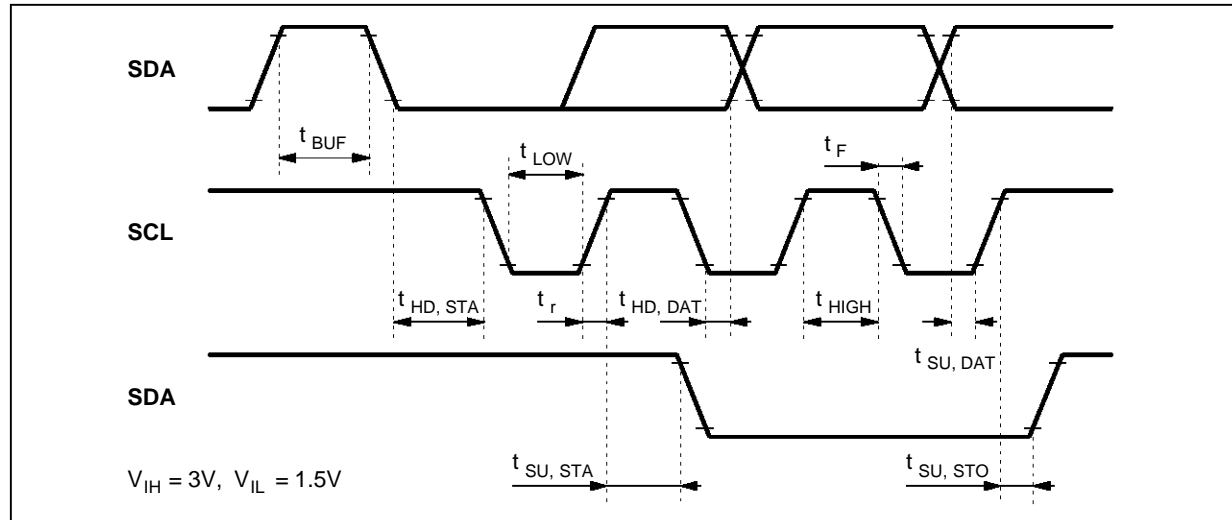 SDA
t BUF
t LOW
t F
SCL
t HD, STA
t r
t HD, DAT
t HIGH
t SU, DAT
SDA
V IH = 3V, V IL = 1.5V
t SU, STA
t SU, STO